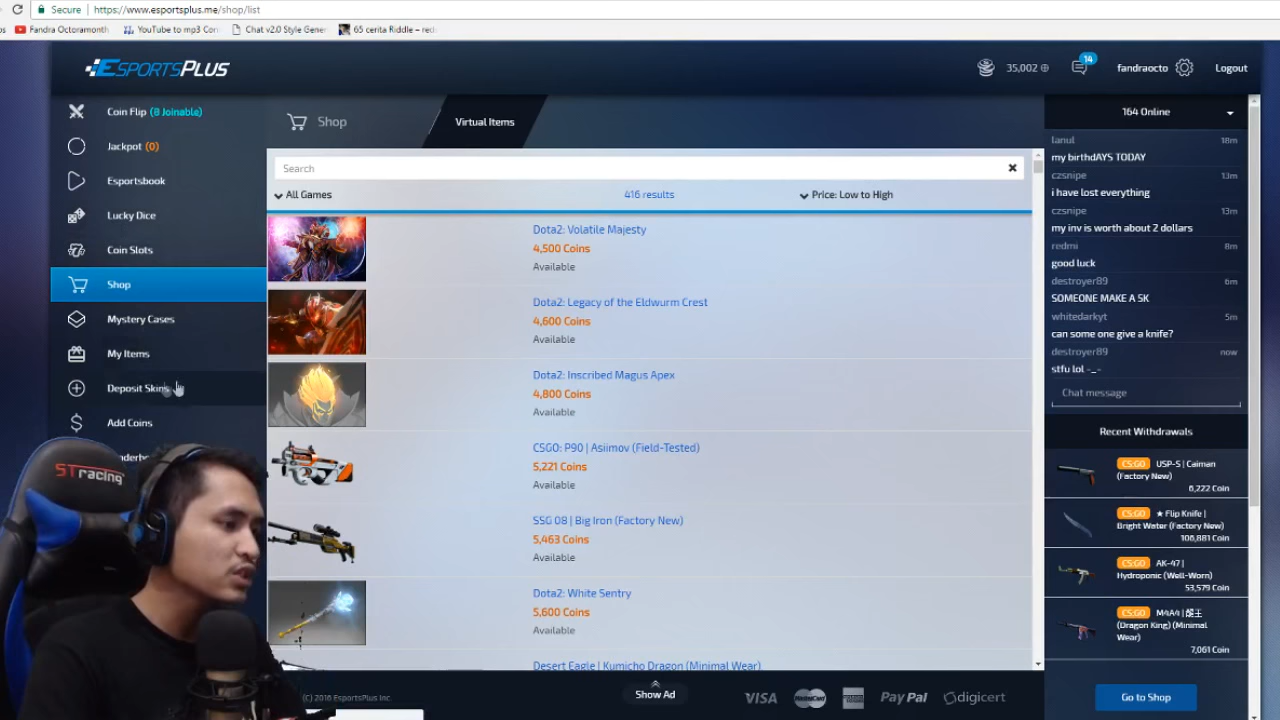 Secure https://www.esportsplus.me/shop/list
Fandra Octoramonth YouTube to mp3 Con Chat v2.0 Style Gener 65 cerita Riddle – red
ESPORTSPLUS
35,002
14
fandraocto
Logout
Coin Flip (8 Joinable)
Jackpot (0)
Esportsbook
Lucky Dice
Coin Slots
Shop
Mystery Cases
My Items
Deposit Skins
Add Coins
Shop
Virtual Items
Search
All Games
416 results
Price: Low to High
Dota2: Volatile Majesty
4,500 Coins
Available
Dota2: Legacy of the Eldwurm Crest
4,600 Coins
Available
Dota2: Inscribed Magus Apex
4,800 Coins
Available
CSGO: P90 | Asiimov (Field-Tested)
5,221 Coins
Available
SSG 08 | Big Iron (Factory New)
5,463 Coins
Available
Dota2: White Sentry
5,600 Coins
Available
Desert Eagle | Kumicho Dragon (Minimal Wear)
164 Online
lanul 18m
my birthdAYS TODAY
czsnipe 13m
i have lost everything
czsnipe 13m
my inv is worth about 2 dollars
redmi 8m
good luck
destroyer89 6m
SOMEONE MAKE A 5K
whitedarkyt 5m
can some one give a knife?
destroyer89 now
stfu lol -_-
Chat message
Recent Withdrawals
CS:GO USP-S | Caiman
(Factory New)
6,222 Coin
CS:GO ★ Flip Knife |
Bright Water (Factory New)
106,881 Coin
CS:GO AK-47 |
Hydroponic (Well-Worn)
53,579 Coin
CS:GO M4A4 | 龍王
(Dragon King) (Minimal
Wear)
7,061 Coin
Go to Shop
STracing
(C) 2016 EsportsPlus Inc.
Show Ad
VISA MasterCard PayPal digicert